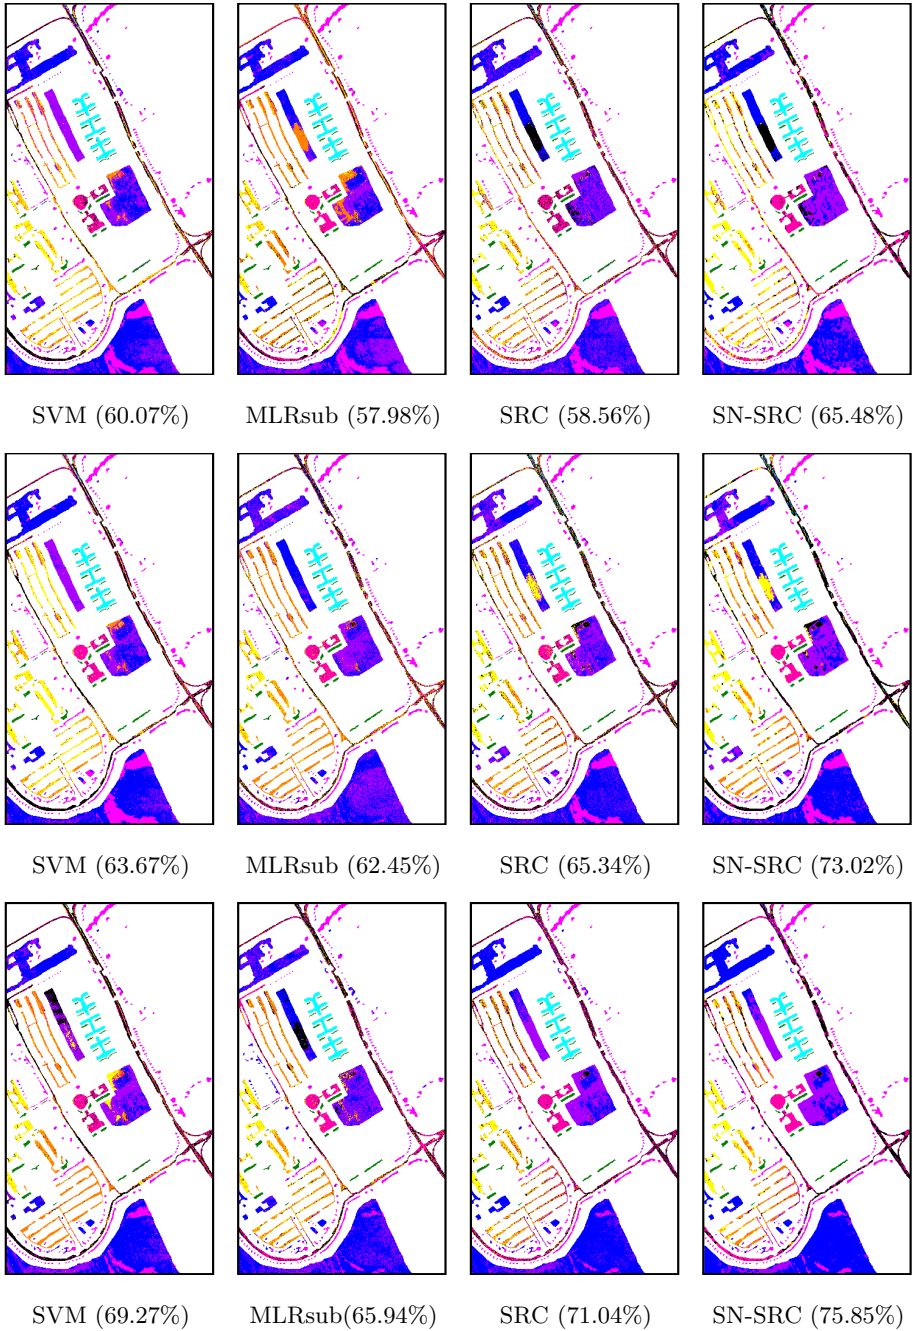 SVM (60.07%) MLRsub (57.98%) SRC (58.56%) SN-SRC (65.48%)
SVM (63.67%) MLRsub (62.45%) SRC (65.34%) SN-SRC (73.02%)
SVM (69.27%) MLRsub(65.94%) SRC (71.04%) SN-SRC (75.85%)